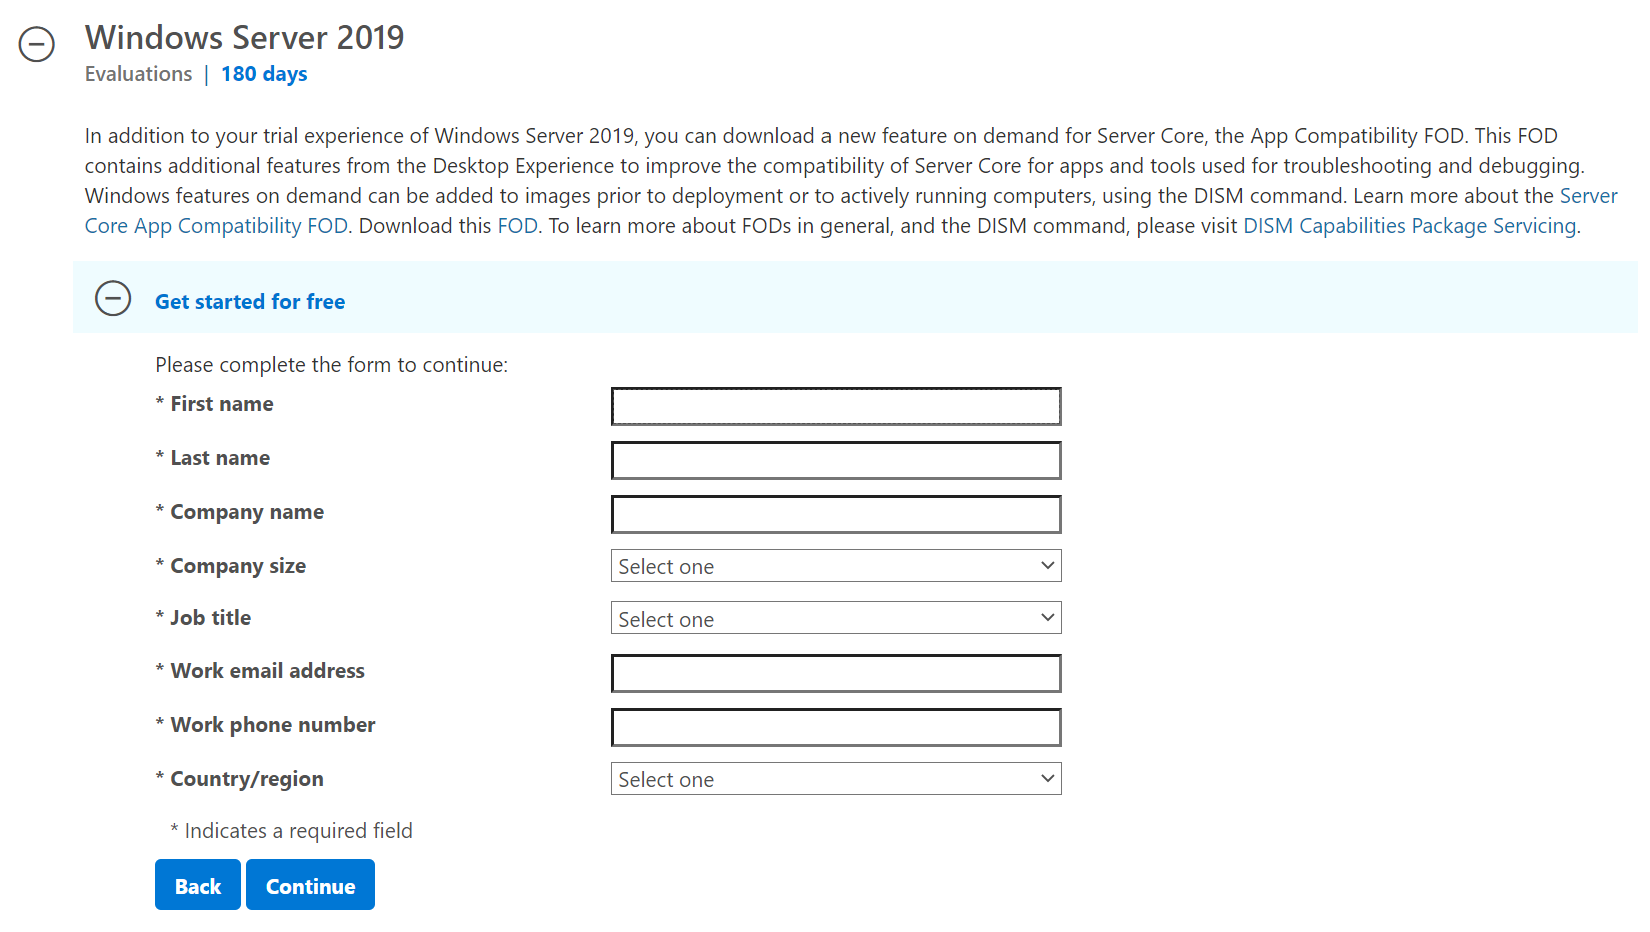 Windows Server 2019
Evaluations | 180 days
In addition to your trial experience of Windows Server 2019, you can download a new feature on demand for Server Core, the App Compatibility FOD. This FOD
contains additional features from the Desktop Experience to improve the compatibility of Server Core for apps and tools used for troubleshooting and debugging.
Windows features on demand can be added to images prior to deployment or to actively running computers, using the DISM command. Learn more about the Server
Core App Compatibility FOD. Download this FOD. To learn more about FODs in general, and the DISM command, please visit DISM Capabilities Package Servicing.
Get started for free
Please complete the form to continue:
* First name
* Last name
* Company name
* Company size Select one
* Job title Select one
* Work email address
* Work phone number
* Country/region Select one
* Indicates a required field
Back Continue